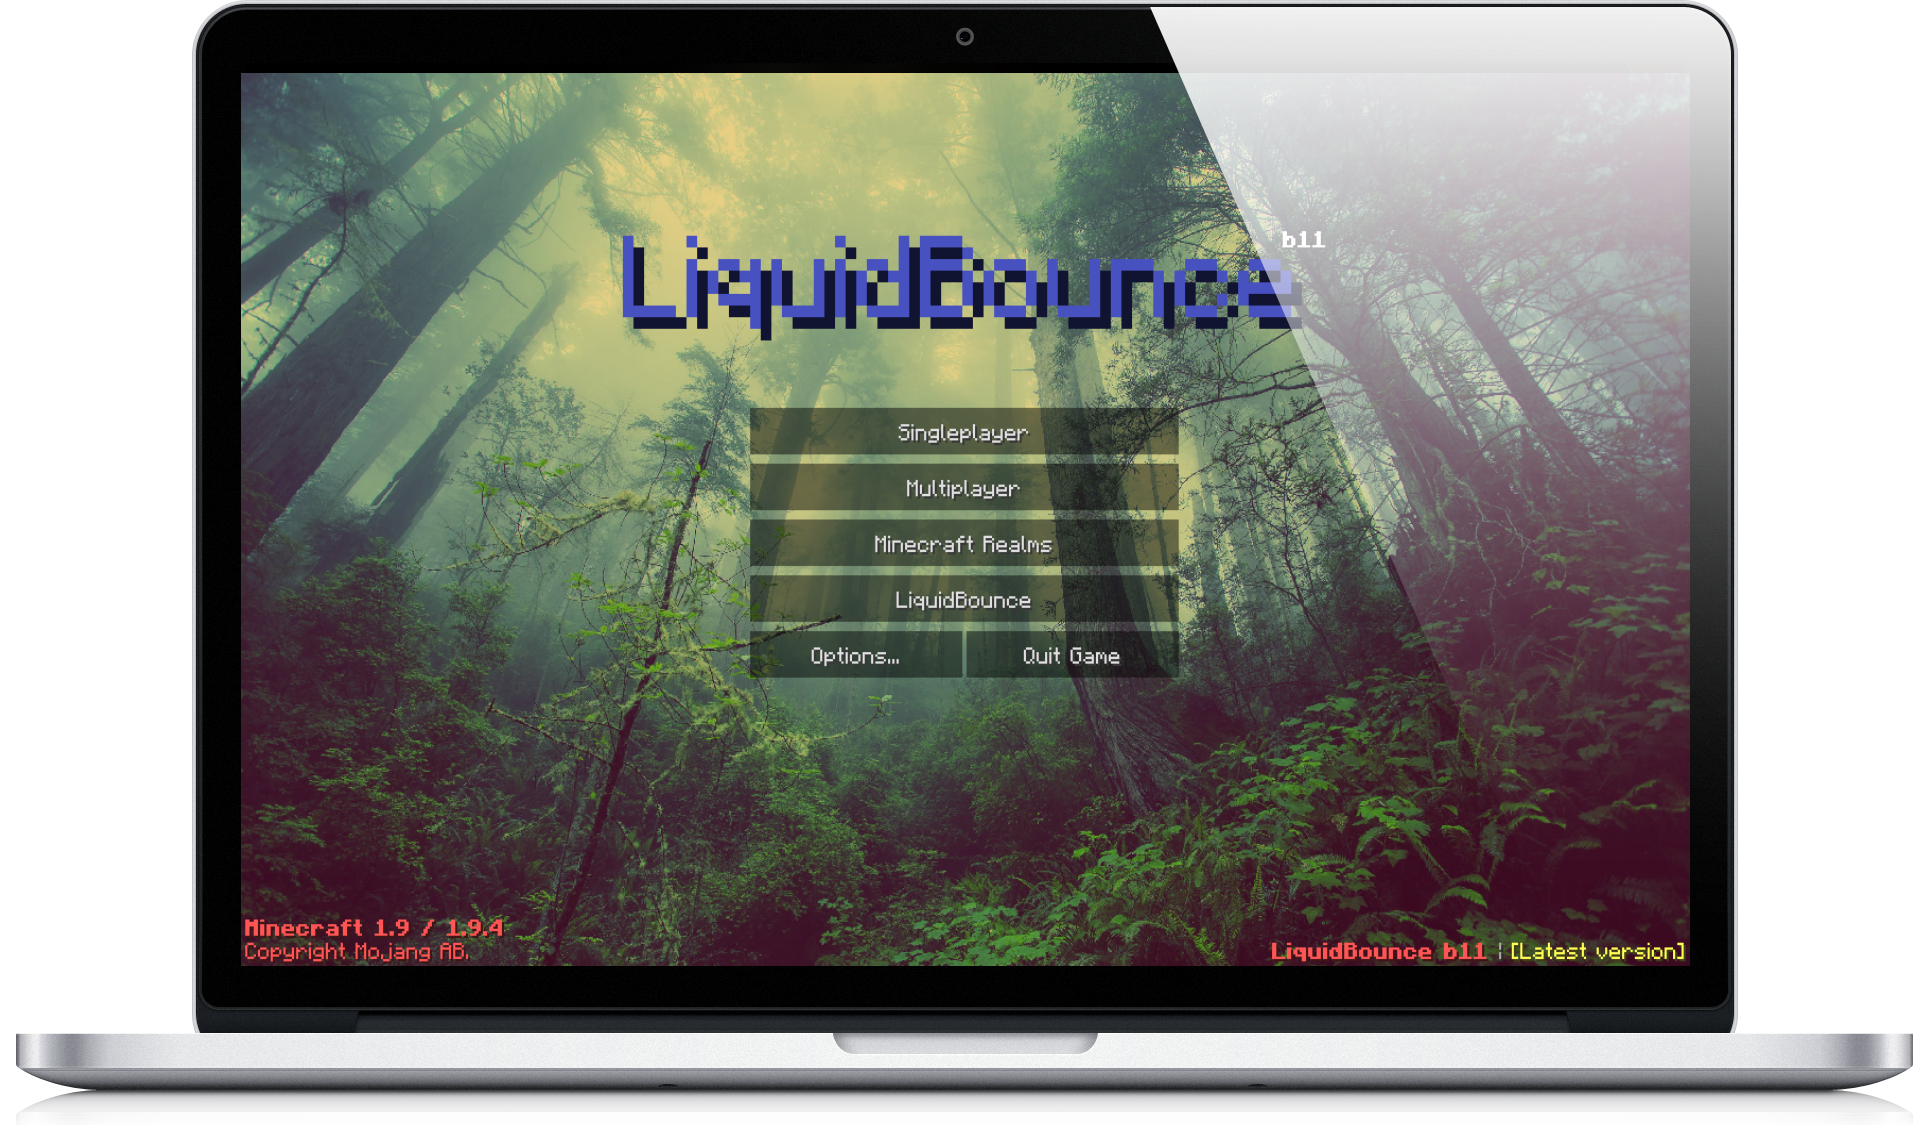 LiquidBounce b11
Singleplayer
Multiplayer
Minecraft Realms
LiquidBounce
Options... Quit Game
Minecraft 1.9 / 1.9.4
Copyright Mojang AB.
LiquidBounce b11 ¦ [Latest version]